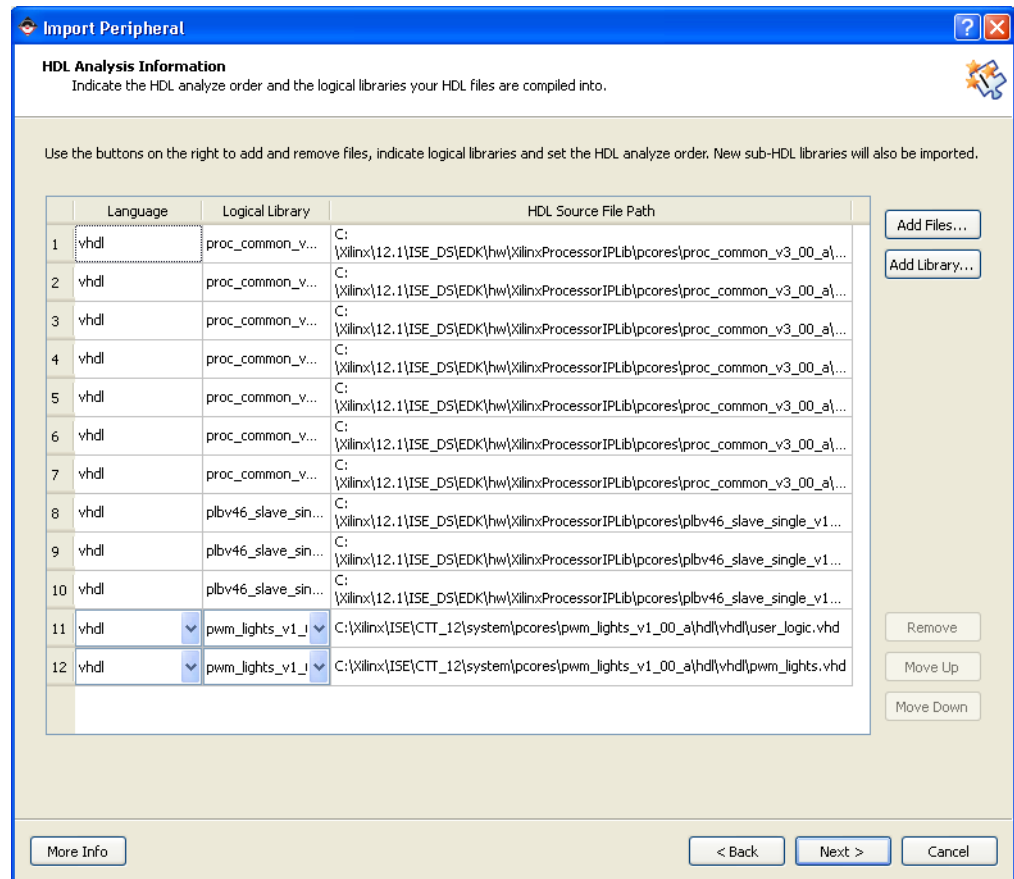 Import Peripheral
HDL Analysis Information
Indicate the HDL analyze order and the logical libraries your HDL files are compiled into.
Use the buttons on the right to add and remove files, indicate logical libraries and set the HDL analyze order. New sub-HDL libraries will also be imported.
Language Logical Library HDL Source File Path
Add Files...
Add Library...
1 vhdl proc_common_v... C:
\Xilinx\12.1\ISE_DS\EDK\hw\XilinxProcessorIPLib\pcores\proc_common_v3_00_a\...
2 vhdl proc_common_v... C:
\Xilinx\12.1\ISE_DS\EDK\hw\XilinxProcessorIPLib\pcores\proc_common_v3_00_a\...
3 vhdl proc_common_v... C:
\Xilinx\12.1\ISE_DS\EDK\hw\XilinxProcessorIPLib\pcores\proc_common_v3_00_a\...
4 vhdl proc_common_v... C:
\Xilinx\12.1\ISE_DS\EDK\hw\XilinxProcessorIPLib\pcores\proc_common_v3_00_a\...
5 vhdl proc_common_v... C:
\Xilinx\12.1\ISE_DS\EDK\hw\XilinxProcessorIPLib\pcores\proc_common_v3_00_a\...
6 vhdl proc_common_v... C:
\Xilinx\12.1\ISE_DS\EDK\hw\XilinxProcessorIPLib\pcores\proc_common_v3_00_a\...
7 vhdl proc_common_v... C:
\Xilinx\12.1\ISE_DS\EDK\hw\XilinxProcessorIPLib\pcores\proc_common_v3_00_a\...
8 vhdl plbv46_slave_sin... C:
\Xilinx\12.1\ISE_DS\EDK\hw\XilinxProcessorIPLib\pcores\plbv46_slave_single_v1...
9 vhdl plbv46_slave_sin... C:
\Xilinx\12.1\ISE_DS\EDK\hw\XilinxProcessorIPLib\pcores\plbv46_slave_single_v1...
10 vhdl plbv46_slave_sin... C:
\Xilinx\12.1\ISE_DS\EDK\hw\XilinxProcessorIPLib\pcores\plbv46_slave_single_v1...
11 vhdl pwm_lights_v1_ C:\Xilinx\ISE\CTT_12\system\pcores\pwm_lights_v1_00_a\hdl\vhdl\user_logic.vhd
12 vhdl pwm_lights_v1_ C:\Xilinx\ISE\CTT_12\system\pcores\pwm_lights_v1_00_a\hdl\vhdl\pwm_lights.vhd
Remove
Move Up
Move Down
More Info
< Back
Next >
Cancel